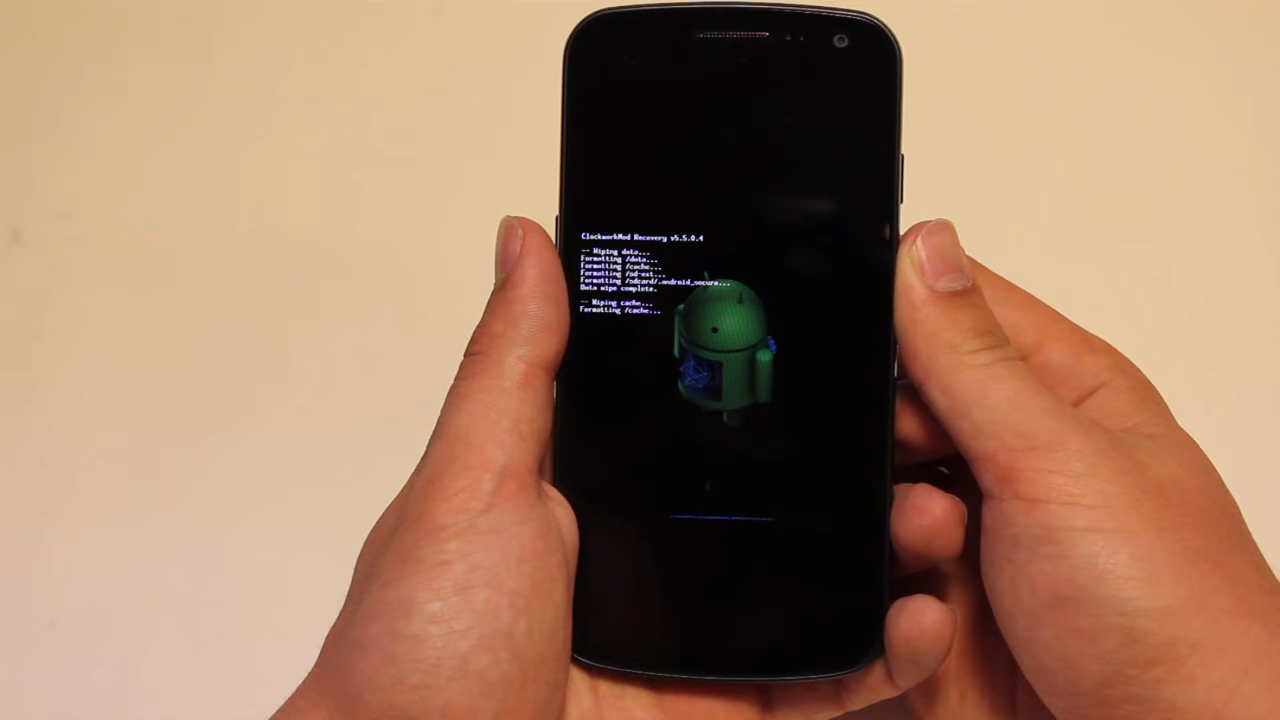 ClockworkMod Recovery v5.5.0.4
-- Wiping data...
Formatting /data...
Formatting /cache...
Formatting /sd-ext...
Formatting /sdcard/.android_secure...
Data wipe complete.
-- Wiping cache...
Formatting /cache...